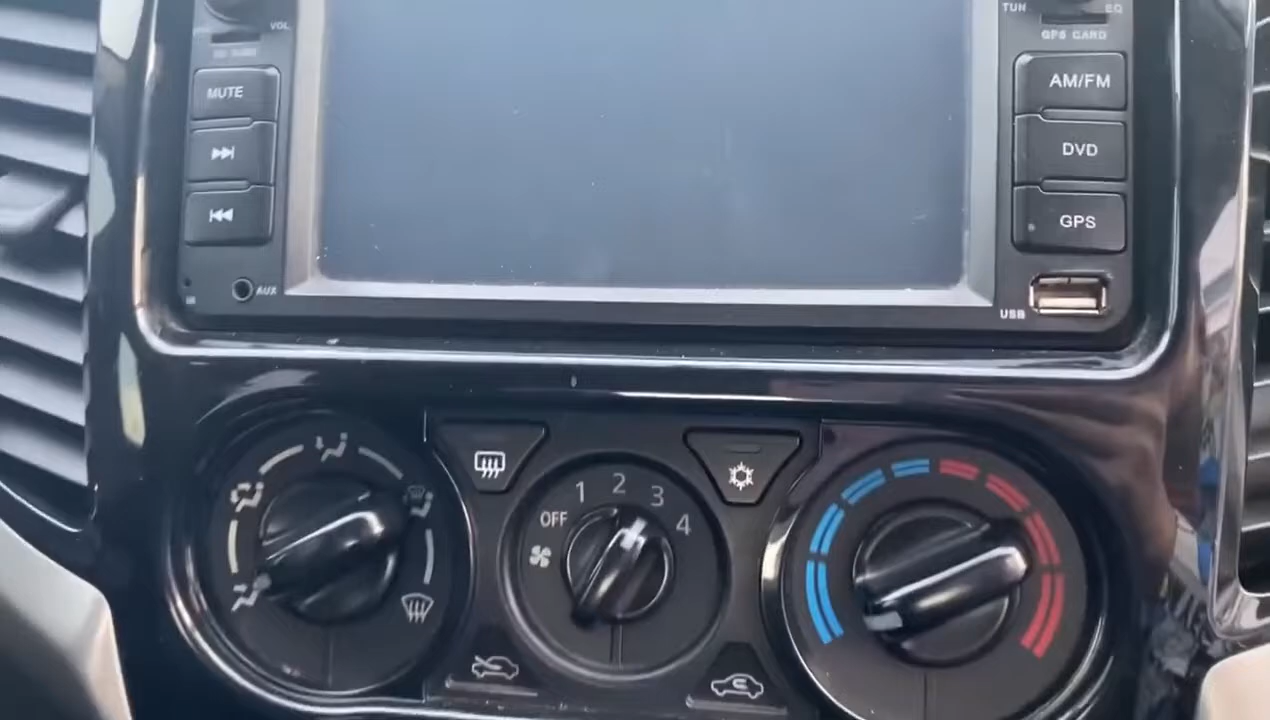 VOL
TUN
EQ
GPS CARD
MUTE
AM/FM
DVD
GPS
AUX
USB
OFF
1
2
3
4